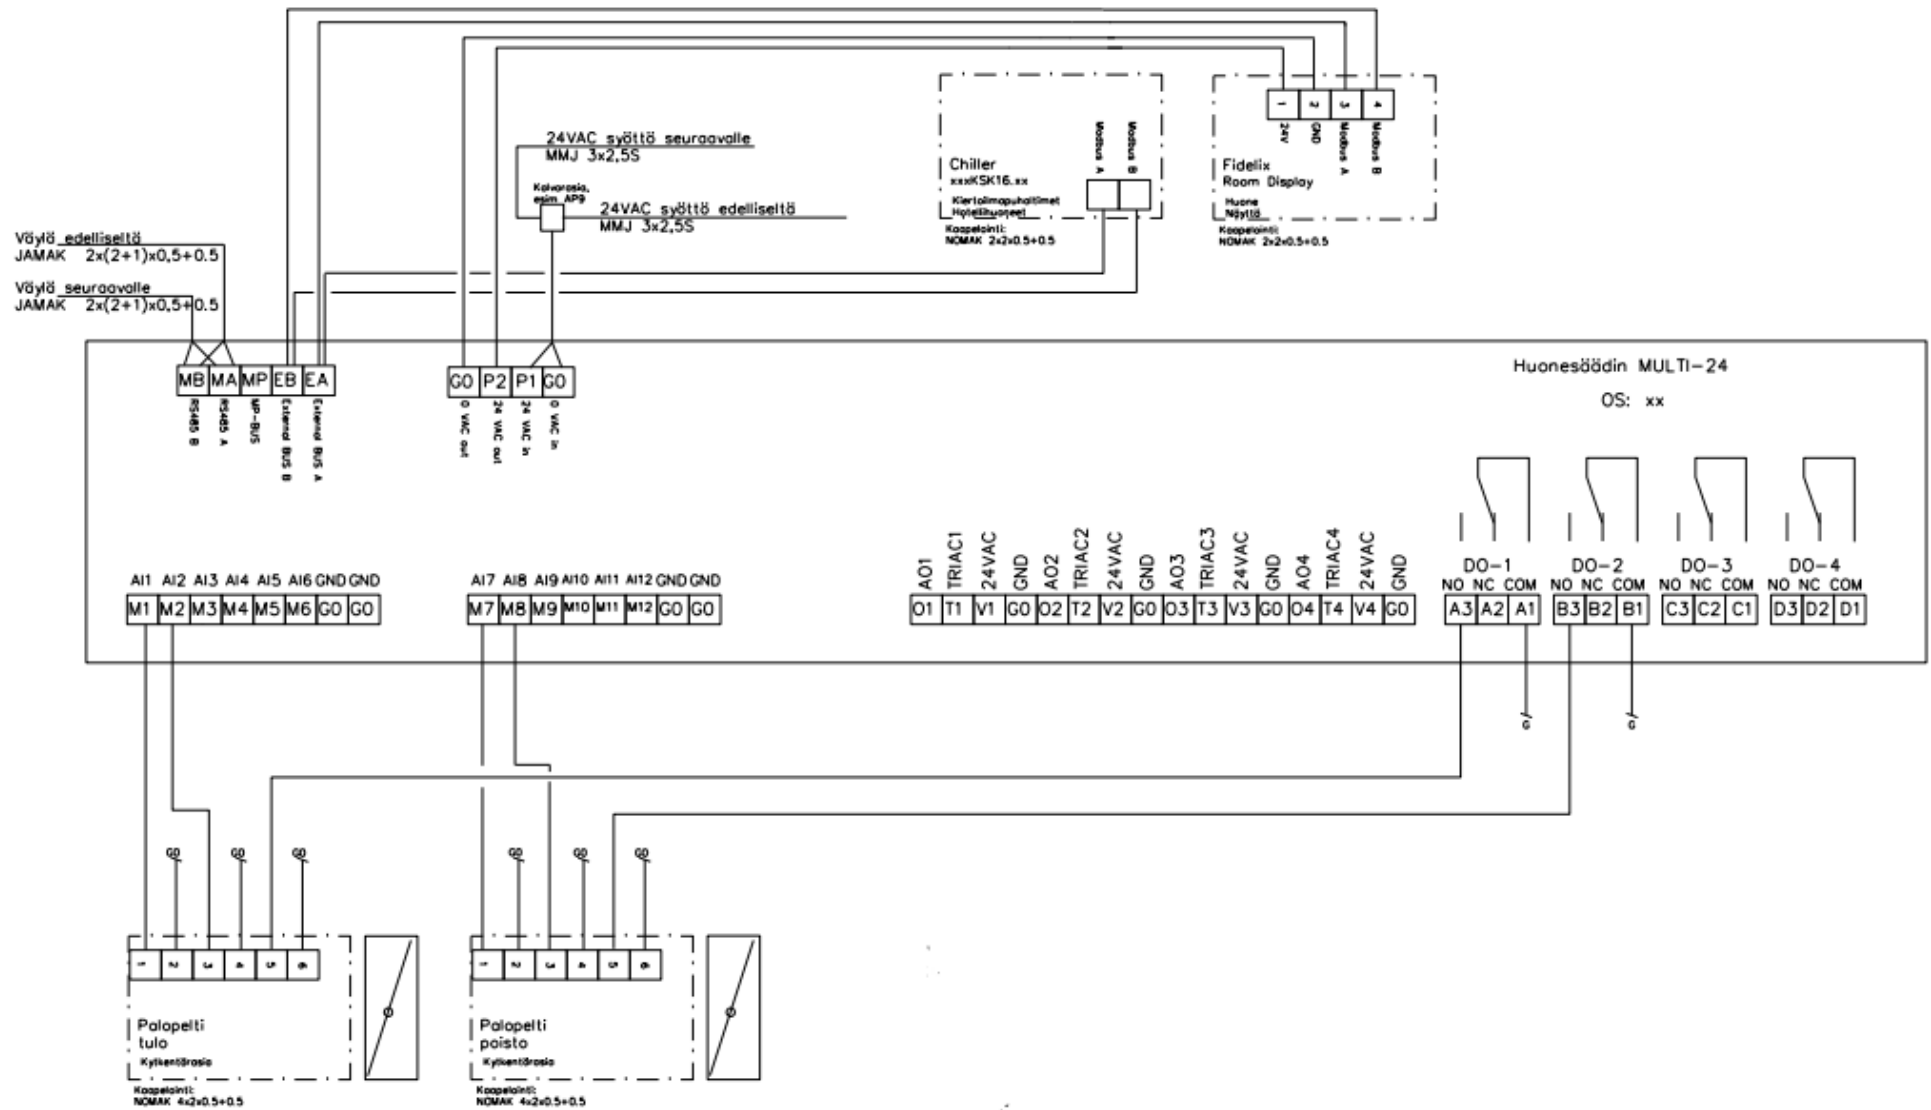 24VAC syöttö seuraavalle
MMJ 3x2,5S
Kaivorasia,
esim AP9
24VAC syöttö edelliseltä
MMJ 3x2,5S
Chiller
xxxKSK16.xx
Kiertoilmapuhaltimet
Hotellihuoneet
Kaapelointi:
NOMAK 2x2x0.5+0.5
Modbus A
Modbus B
1 2 3 4
24V
GND
Modbus A
Modbus B
Fidelix
Room Display
Huone
Näyttö
Kaapelointi:
NOMAK 2x2x0.5+0.5
Väylä edelliseltä
JAMAK 2x(2+1)x0,5+0.5
Väylä seuraavalle
JAMAK 2x(2+1)x0,5+0.5
Huonesäädin MULTI-24
OS: xx
MB MA MP EB EA
RS485 B
RS485 A
MP-BUS
External BUS B
External BUS A
G0 P2 P1 G0
0 VAC out
24 VAC out
24 VAC in
0 VAC in
AI1 AI2 AI3 AI4 AI5 AI6 GND GND
M1 M2 M3 M4 M5 M6 G0 G0
AI7 AI8 AI9 AI10 AI11 AI12 GND GND
M7 M8 M9 M10 M11 M12 G0 G0
AO1 TRIAC1 24VAC GND AO2 TRIAC2 24VAC GND AO3 TRIAC3 24VAC GND AO4 TRIAC4 24VAC GND
O1 T1 V1 G0 O2 T2 V2 G0 O3 T3 V3 G0 O4 T4 V4 G0
DO-1 DO-2 DO-3 DO-4
NO NC COM NO NC COM NO NC COM NO NC COM
A3 A2 A1 B3 B2 B1 C3 C2 C1 D3 D2 D1
G G
G0 G0 G0 G0 G0 G0
1 2 3 4 5 6
Palopelti
tulo
Kytkentärasia
Kaapelointi:
NOMAK 4x2x0.5+0.5
1 2 3 4 5 6
Palopelti
poisto
Kytkentärasia
Kaapelointi:
NOMAK 4x2x0.5+0.5